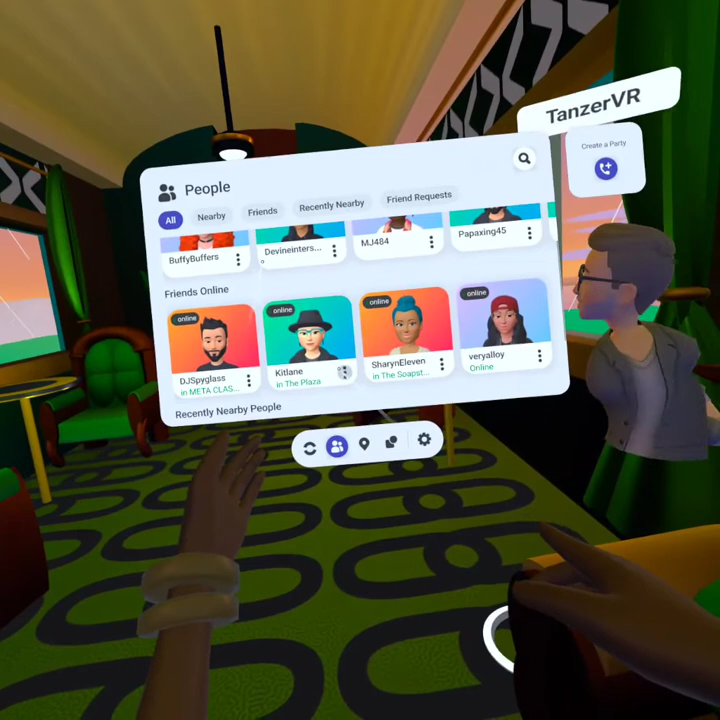 TanzerVR
Create a Party
People
All
Nearby
Friends
Recently Nearby
Friend Requests
BuffyBuffers
Devineinters...
MJ484
Papaxing45
Friends Online
online
online
online
online
DJSpyglass
in META CLAS...
Kitlane
in The Plaza
SharynEleven
in The Soapst...
veryalloy
Online
Recently Nearby People